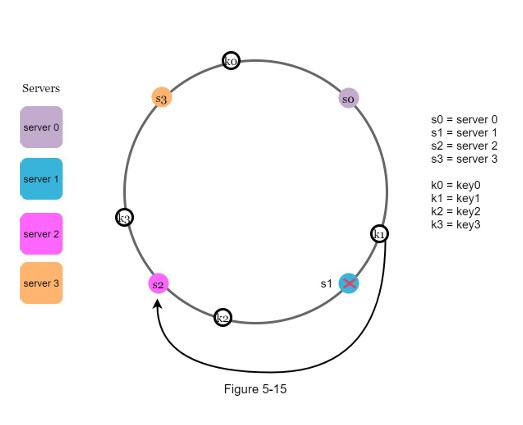 Servers
server 0
server 1
server 2
server 3
k0
s3
s0
k3
k1
s2
s1
k2
s0 = server 0
s1 = server 1
s2 = server 2
s3 = server 3
k0 = key0
k1 = key1
k2 = key2
k3 = key3
Figure 5-15